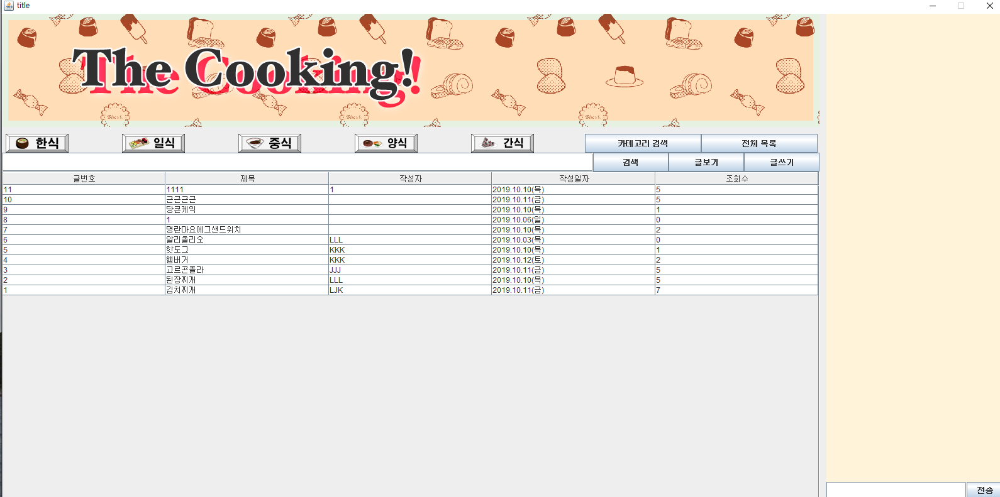 title
The Cooking!
한식 일식 중식 양식 간식 카테고리 검색 전체 목록
검색 글보기 글쓰기
글번호 제목 작성자 작성일자 조회수
11 1111 1 2019.10.10(목) 5
10 근근근근 2019.10.11(금) 5
9 당큰케익 2019.10.10(목) 1
8 1 2019.10.06(일) 0
7 명란마요에그샌드위치 2019.10.10(목) 2
6 알리올리오 LLL 2019.10.03(목) 0
5 핫도그 KKK 2019.10.10(목) 1
4 햄버거 KKK 2019.10.12(토) 2
3 고르곤졸라 JJJ 2019.10.11(금) 5
2 된장찌개 LLL 2019.10.10(목) 5
1 김치찌개 LJK 2019.10.11(금) 7
전송